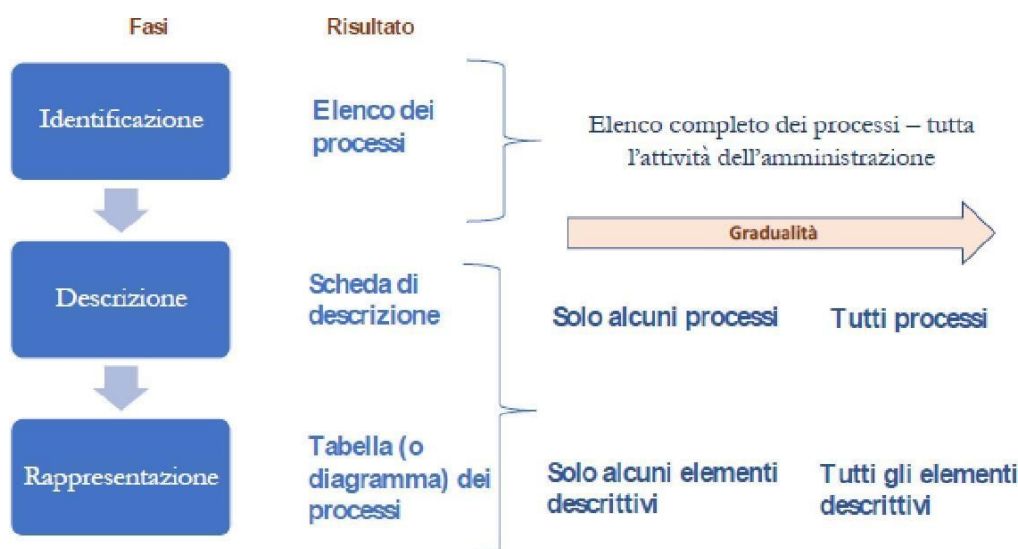 Fasi
Risultato
Identificazione
Elenco dei
processi
Elenco completo dei processi – tutta
l’attività dell’amministrazione
Gradualità
Descrizione
Scheda di
descrizione
Solo alcuni processi
Tutti processi
Rappresentazione
Tabella (o
diagramma) dei
processi
Solo alcuni elementi
descrittivi
Tutti gli elementi
descrittivi